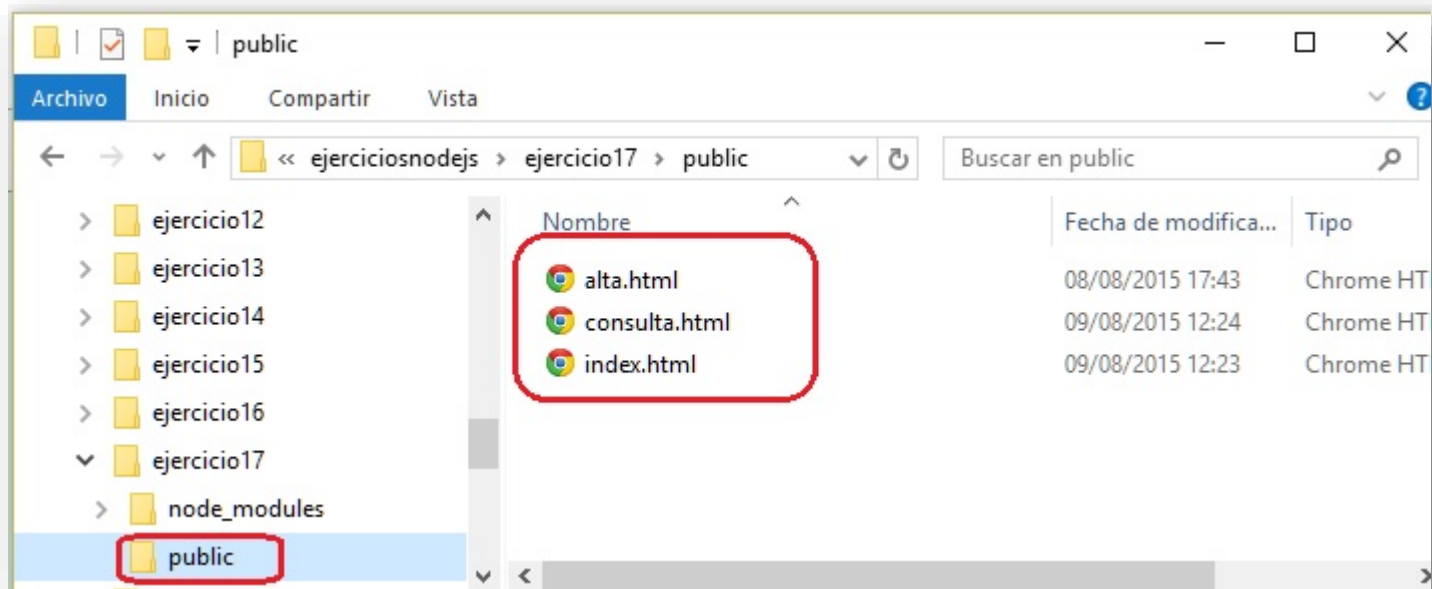 public
Archivo Inicio Compartir Vista
« ejerciciosnodejs > ejercicio17 > public Buscar en public
ejercicio12
ejercicio13
ejercicio14
ejercicio15
ejercicio16
ejercicio17
node_modules
public
Nombre Fecha de modifica... Tipo
alta.html 08/08/2015 17:43 Chrome HT
consulta.html 09/08/2015 12:24 Chrome HT
index.html 09/08/2015 12:23 Chrome HT